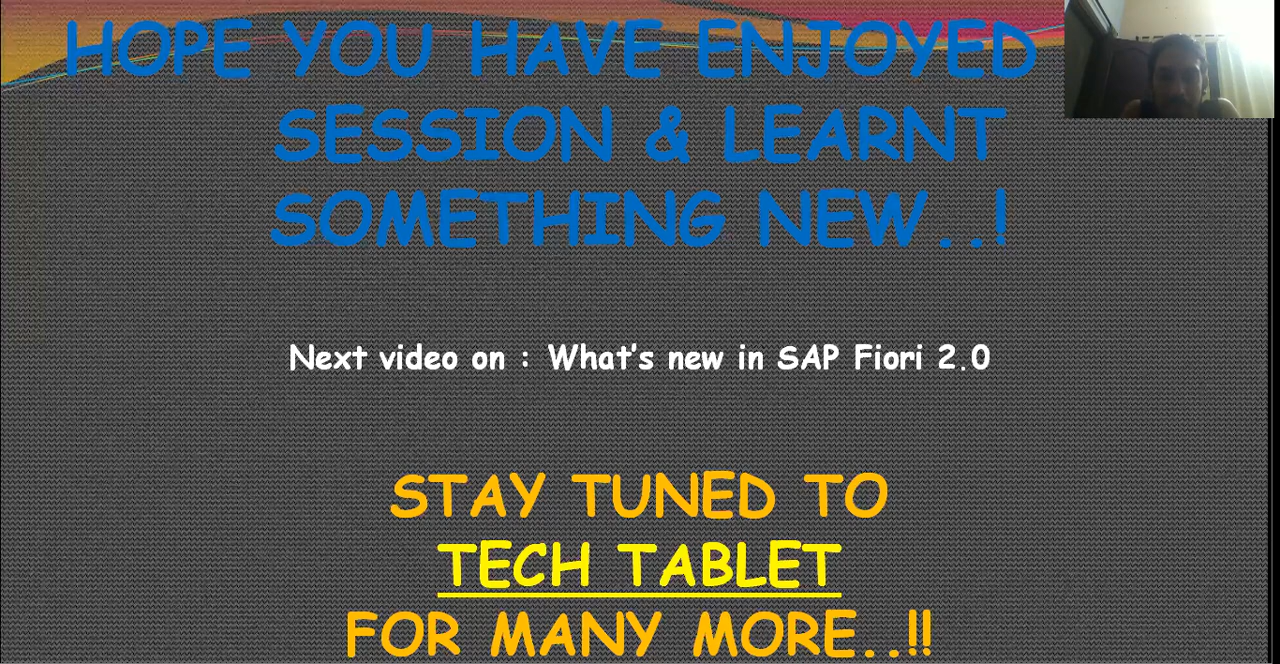 HOPE YOU HAVE ENJOYED
SESSION & LEARNT
SOMETHING NEW..!
Next video on : What's new in SAP Fiori 2.0
STAY TUNED TO
TECH TABLET
FOR MANY MORE..!!